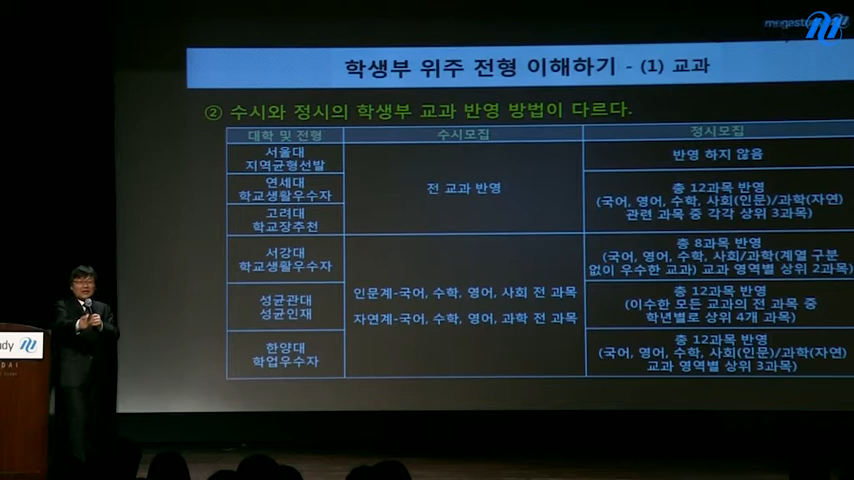 megast
학생부 위주 전형 이해하기 - (1) 교과
② 수시와 정시의 학생부 교과 반영 방법이 다르다.
대학 및 전형 수시모집 정시모집
서울대
지역균형선발
반영 하지 않음
연세대
학교생활우수자
전 교과 반영
총 12과목 반영
(국어, 영어, 수학, 사회(인문)/과학(자연)
관련 과목 중 각각 상위 3과목)
고려대
학교장추천
서강대
학교생활우수자
총 8과목 반영
(국어, 영어, 수학, 사회/과학(계열 구분
없이 우수한 교과) 교과 영역별 상위 2과목)
성균관대
성균인재
인문계-국어, 수학, 영어, 사회 전 과목
자연계-국어, 수학, 영어, 과학 전 과목
총 12과목 반영
(이수한 모든 교과의 전 과목 중
학년별로 상위 4개 과목)
한양대
학업우수자
총 12과목 반영
(국어, 영어, 수학, 사회(인문)/과학(자연)
교과 영역별 상위 3과목)
udy
DAI